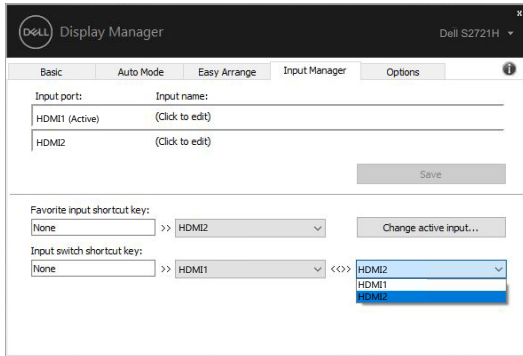 DELL Display Manager
x
Dell S2721H
Basic Auto Mode Easy Arrange Input Manager Options
Input port: Input name:
HDMI1 (Active) (Click to edit)
HDMI2 (Click to edit)
Save
Favorite input shortcut key:
None >> HDMI2 Change active input...
Input switch shortcut key:
None >> HDMI1 <<>> HDMI2
HDMI1
HDMI2